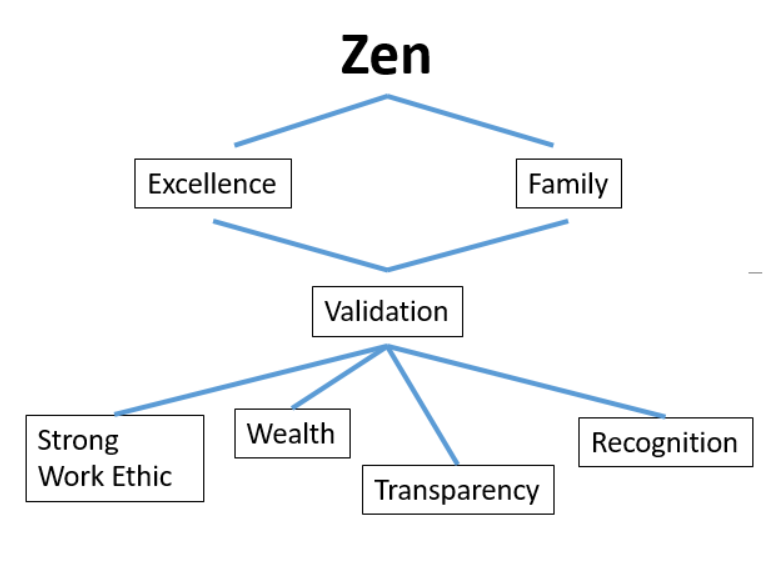 Zen
Excellence
Family
Validation
Strong
Work Ethic
Wealth
Transparency
Recognition